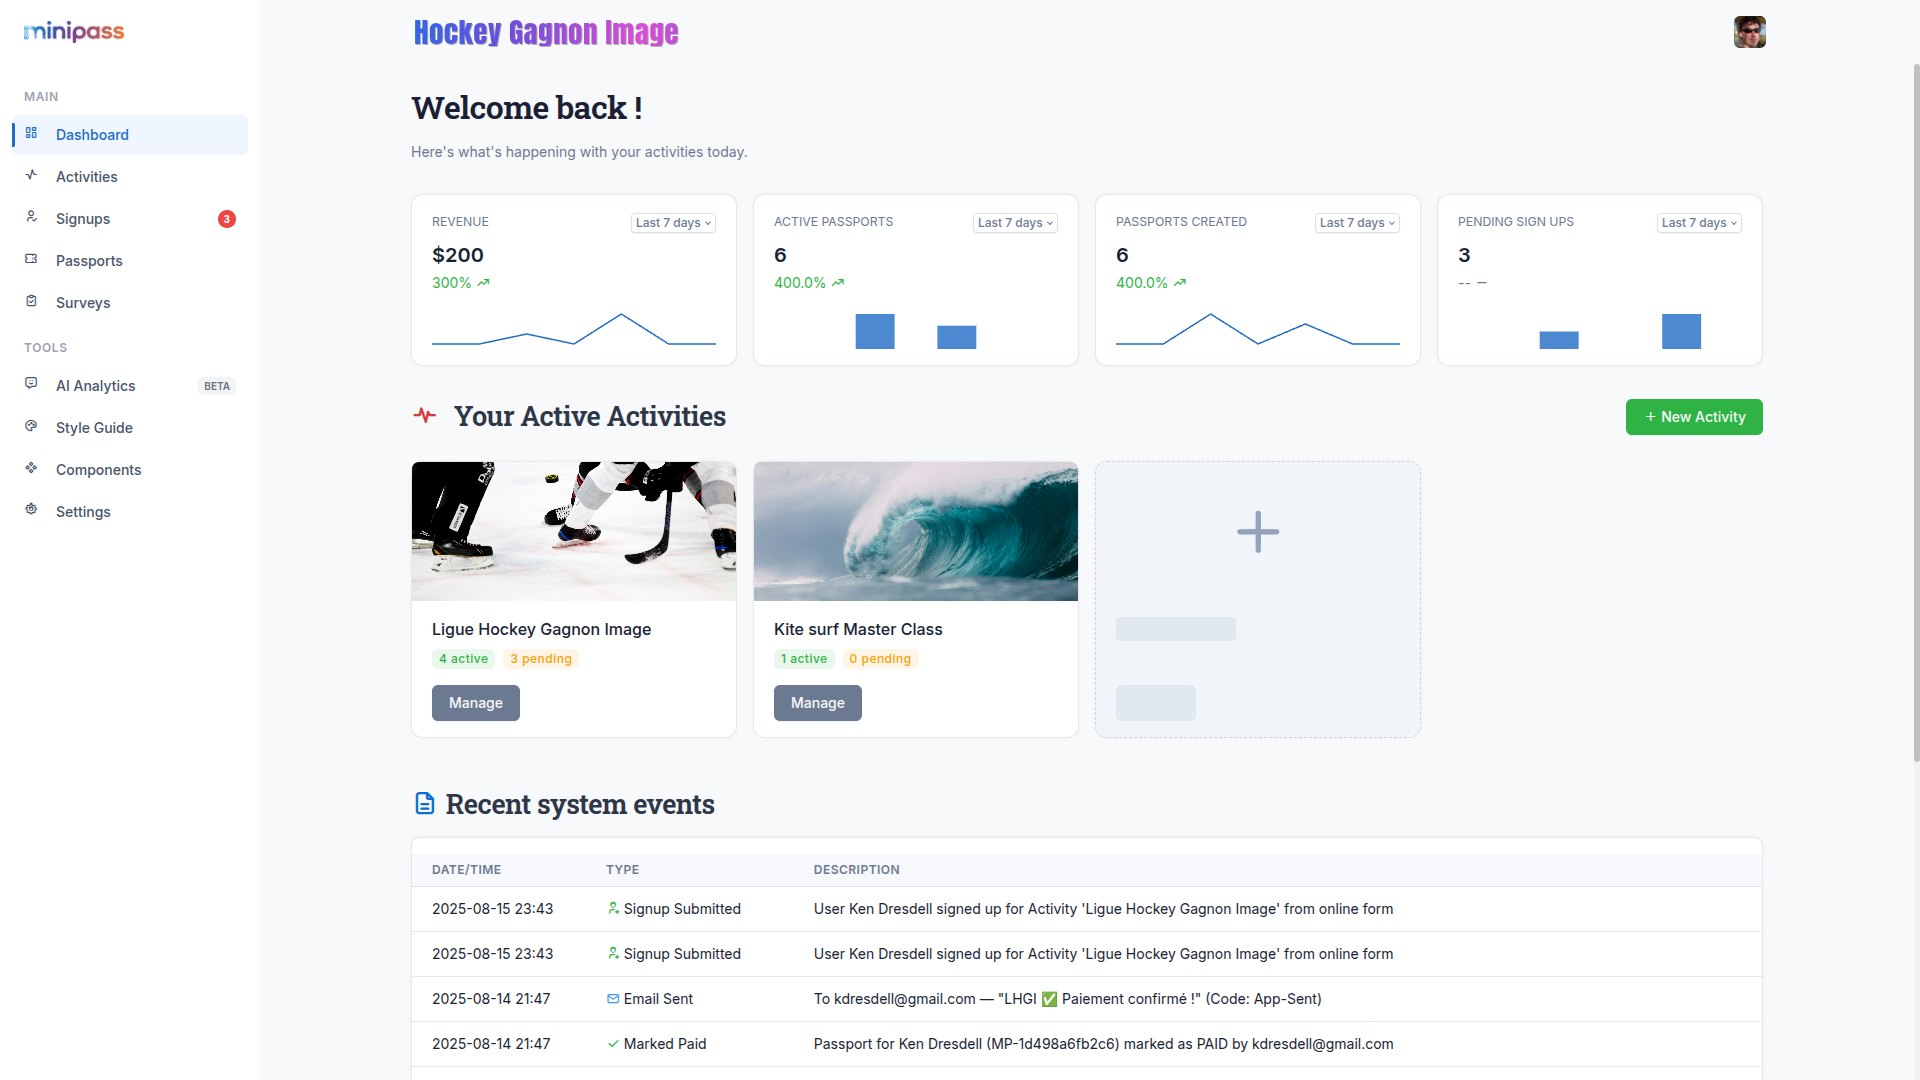 minipass
Hockey Gagnon Image
MAIN
Dashboard
Activities
Signups 3
Passports
Surveys
TOOLS
AI Analytics BETA
Style Guide
Components
Settings
Welcome back !
Here's what's happening with your activities today.
REVENUE Last 7 days
$200
300%
ACTIVE PASSPORTS Last 7 days
6
400.0%
PASSPORTS CREATED Last 7 days
6
400.0%
PENDING SIGN UPS Last 7 days
3
-- –
Your Active Activities
+ New Activity
Ligue Hockey Gagnon Image
4 active 3 pending
Manage
Kite surf Master Class
1 active 0 pending
Manage
Recent system events
DATE/TIME TYPE DESCRIPTION
2025-08-15 23:43 Signup Submitted User Ken Dresdell signed up for Activity 'Ligue Hockey Gagnon Image' from online form
2025-08-15 23:43 Signup Submitted User Ken Dresdell signed up for Activity 'Ligue Hockey Gagnon Image' from online form
2025-08-14 21:47 Email Sent To kdresdell@gmail.com — "LHGI ✅ Paiement confirmé !" (Code: App-Sent)
2025-08-14 21:47 Marked Paid Passport for Ken Dresdell (MP-1d498a6fb2c6) marked as PAID by kdresdell@gmail.com